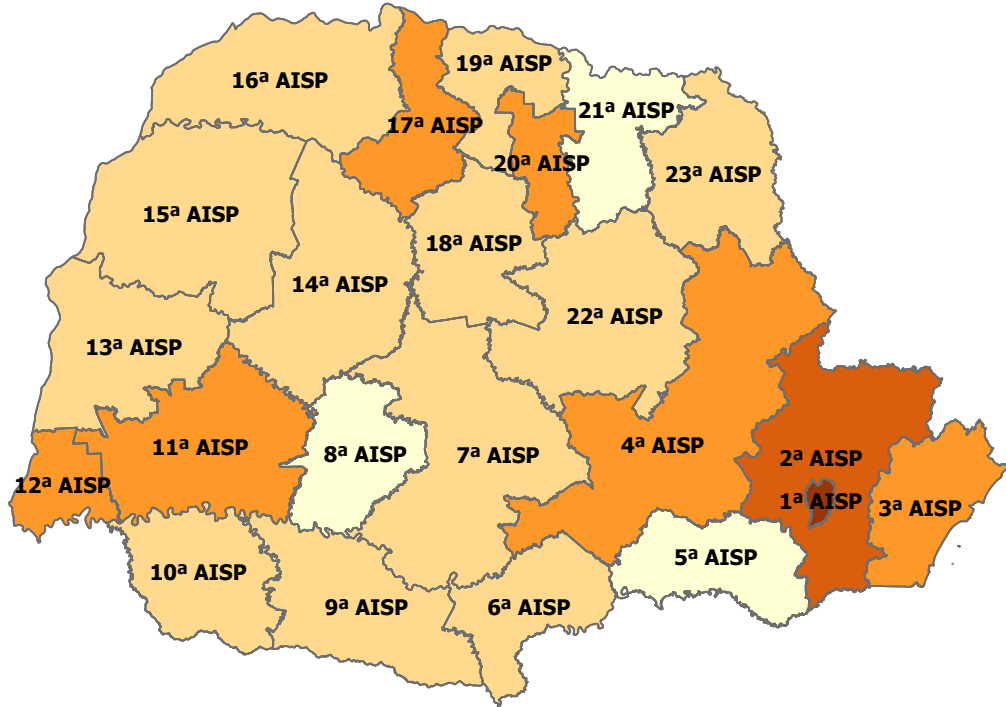 19ª AISP
16ª AISP
21ª AISP
17ª AISP
20ª AISP
23ª AISP
15ª AISP
18ª AISP
14ª AISP
22ª AISP
13ª AISP
11ª AISP
4ª AISP
8ª AISP
7ª AISP
2ª AISP
12ª AISP
1ª AISP
3ª AISP
5ª AISP
10ª AISP
9ª AISP
6ª AISP